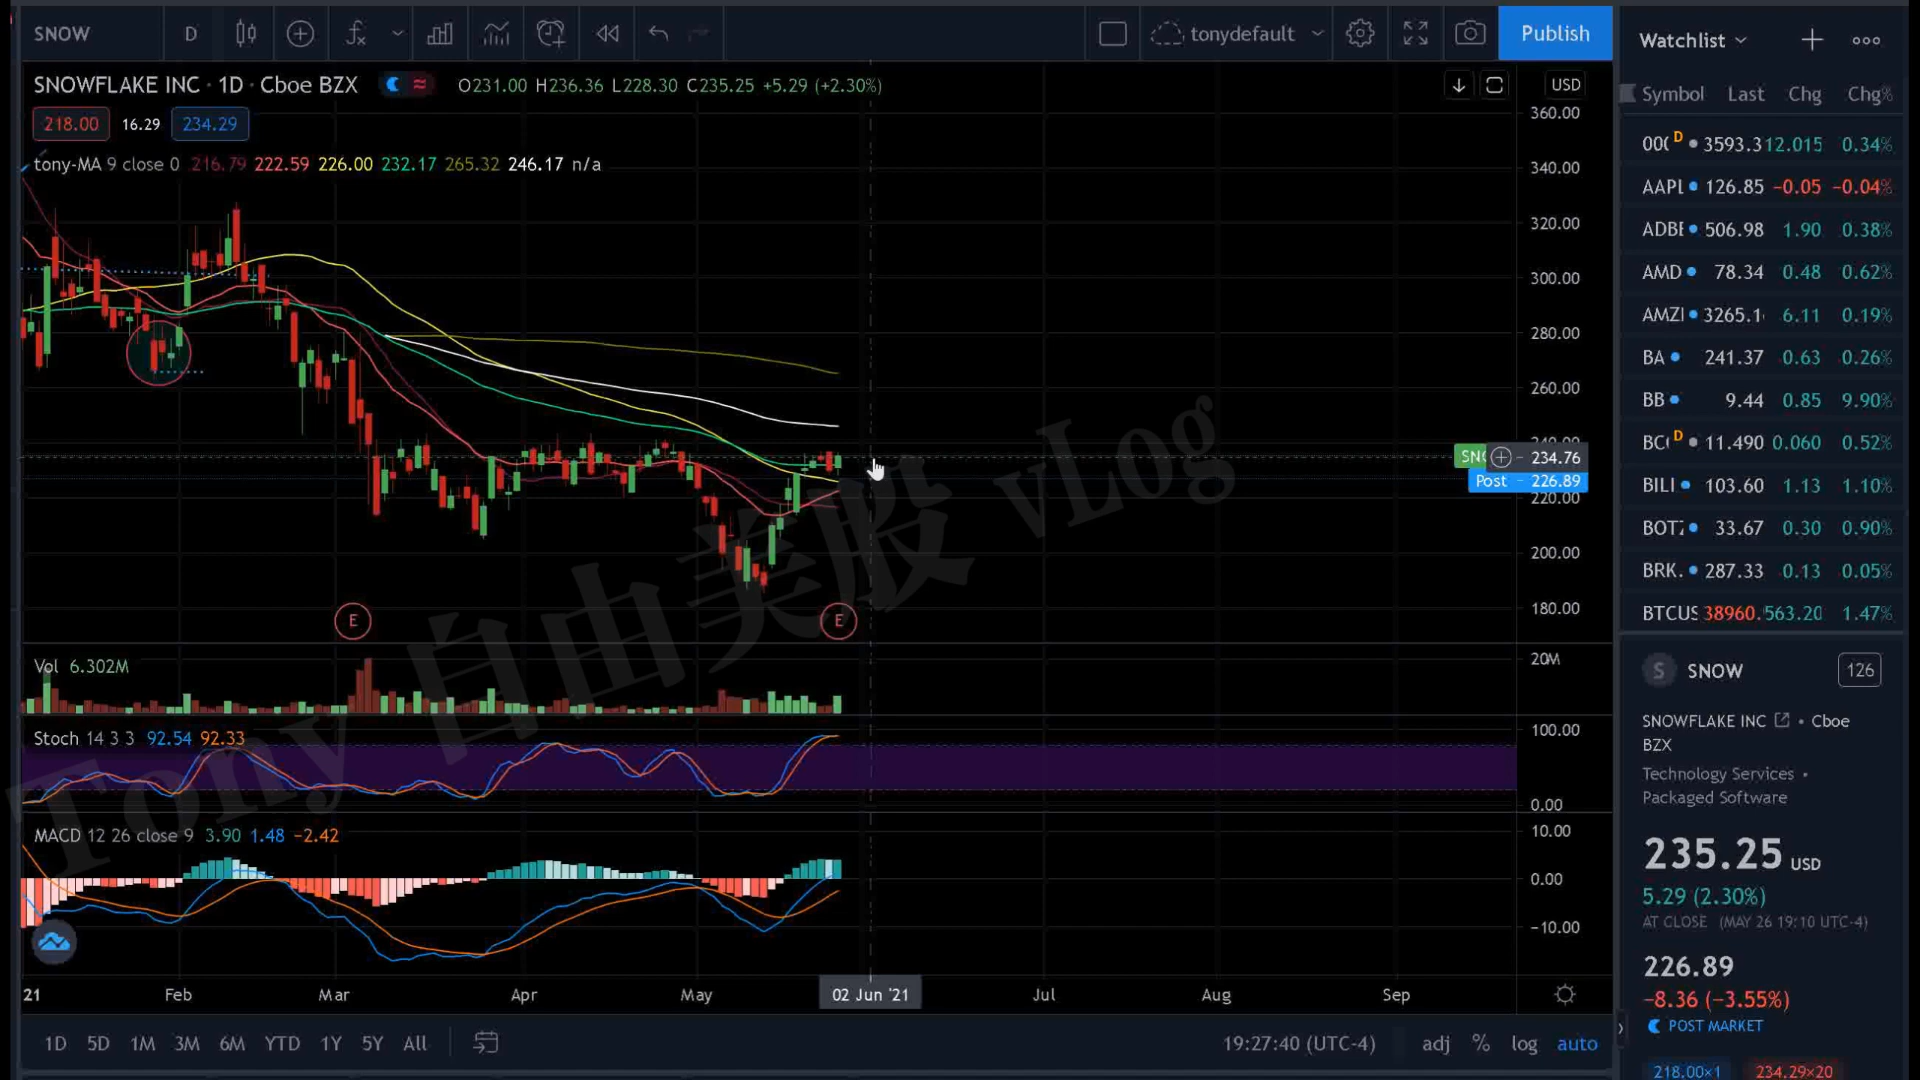 SNOW D tonydefault Publish
SNOWFLAKE INC · 1D · Cboe BZX O231.00 H236.36 L228.30 C235.25 +5.29 (+2.30%) USD
218.00 16.29 234.29
tony-MA 9 close 0 216.79 222.59 226.00 232.17 265.32 246.17 n/a
360.00
340.00
320.00
300.00
280.00
260.00
240.00
SNO 234.76
Post 226.89
220.00
200.00
180.00
E E
Vol 6.302M 20M
Stoch 14 3 3 92.54 92.33 100.00
0.00
MACD 12 26 close 9 3.90 1.48 −2.42 10.00
0.00
−10.00
21 Feb Mar Apr May 02 Jun '21 Jul Aug Sep
1D 5D 1M 3M 6M YTD 1Y 5Y All 19:27:40 (UTC-4) adj % log auto
Tony 自由美股 vLog
Watchlist
Symbol Last Chg Chg%
000 D 3593.3 12.015 0.34%
AAPL 126.85 −0.05 −0.04%
ADBE 506.98 1.90 0.38%
AMD 78.34 0.48 0.62%
AMZI 3265.1 6.11 0.19%
BA 241.37 0.63 0.26%
BB 9.44 0.85 9.90%
BC( D 11.490 0.060 0.52%
BILI 103.60 1.13 1.10%
BOTZ 33.67 0.30 0.90%
BRK. 287.33 0.13 0.05%
BTCUS 38960. 563.20 1.47%
S SNOW 126
SNOWFLAKE INC • Cboe
BZX
Technology Services •
Packaged Software
235.25 USD
5.29 (2.30%)
AT CLOSE (MAY 26 19:10 UTC-4)
226.89
−8.36 (−3.55%)
POST MARKET
218.00×1 234.29×20